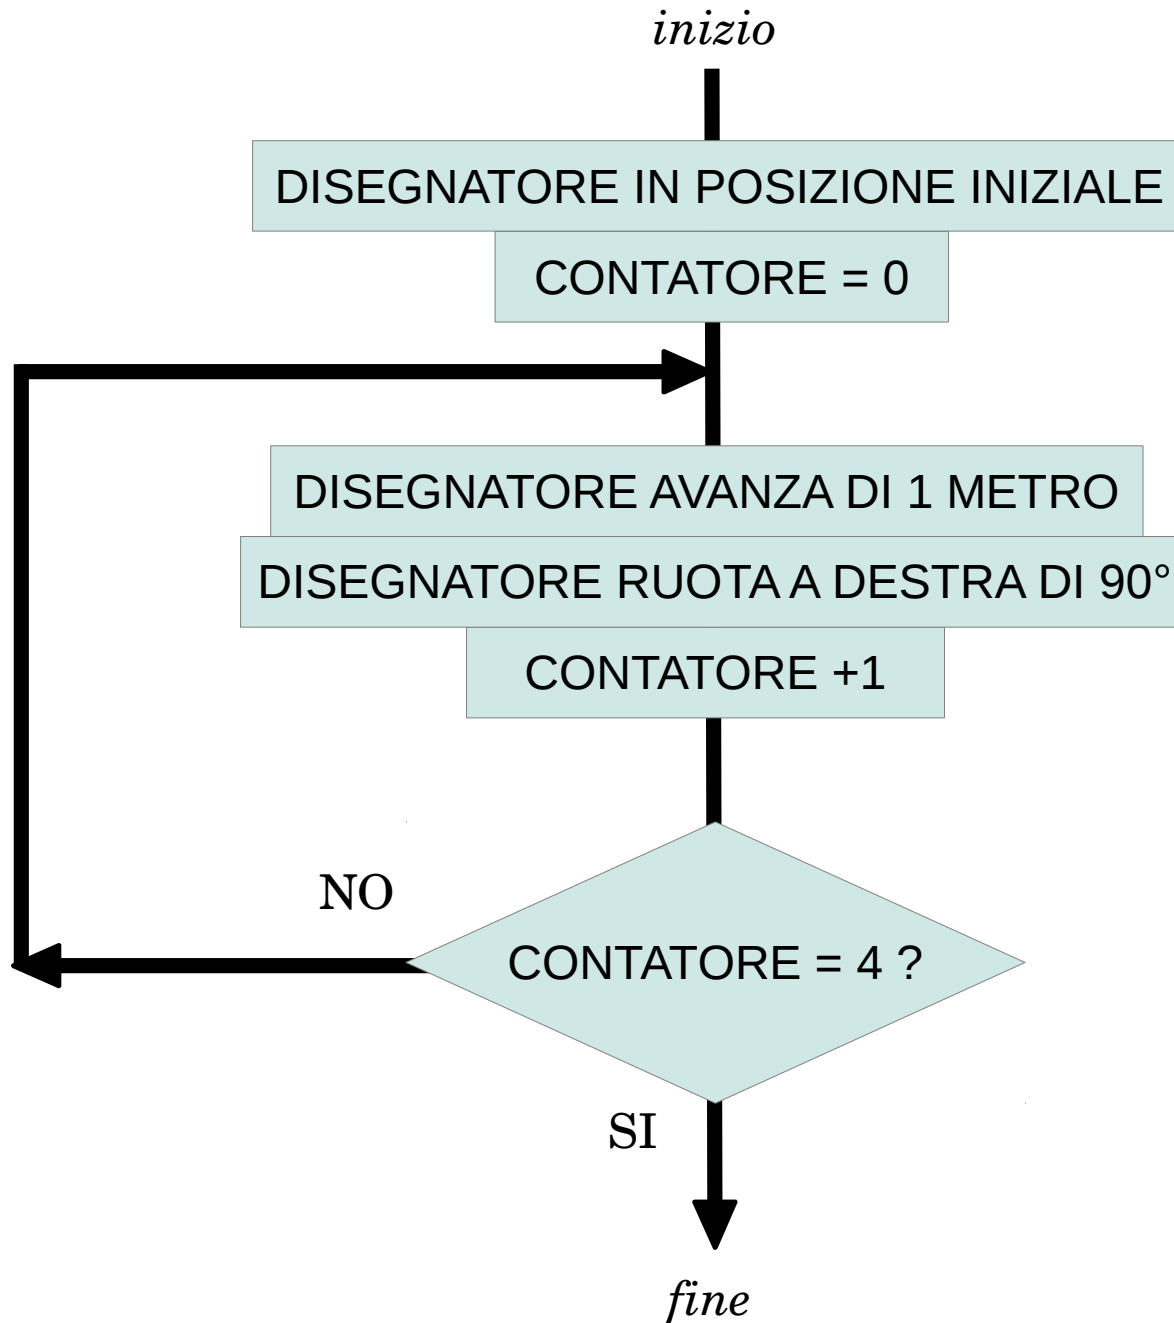 inizio
DISEGNATORE IN POSIZIONE INIZIALE
CONTATORE = 0
DISEGNATORE AVANZA DI 1 METRO
DISEGNATORE RUOTA A DESTRA DI 90°
CONTATORE +1
NO
CONTATORE = 4 ?
SI
fine